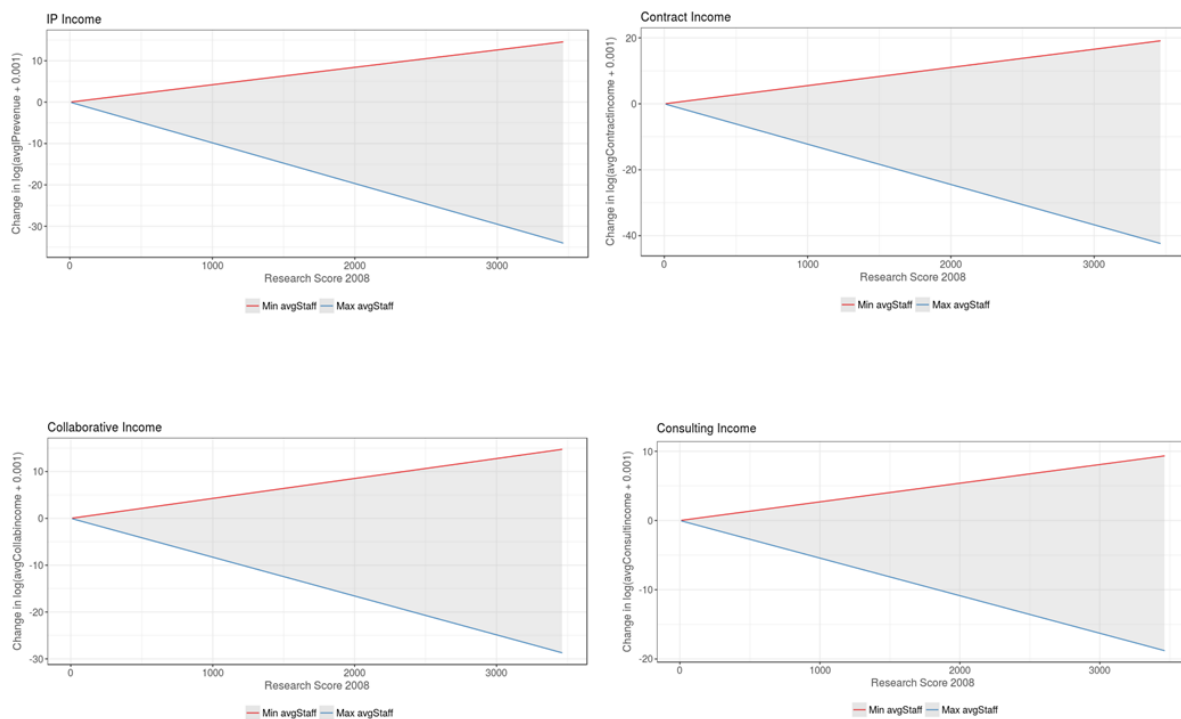 IP Income
Change in log(avgIPrevenue + 0.001)
10
0
-10
-20
-30
0 1000 2000 3000
Research Score 2008
Min avgStaff Max avgStaff
Contract Income
Change in log(avgContractincome + 0.001)
20
0
-20
-40
0 1000 2000 3000
Research Score 2008
Min avgStaff Max avgStaff
Collaborative Income
Change in log(avgCollabincome + 0.001)
10
0
-10
-20
-30
0 1000 2000 3000
Research Score 2008
Min avgStaff Max avgStaff
Consulting Income
Change in log(avgConsultincome + 0.001)
10
0
-10
-20
0 1000 2000 3000
Research Score 2008
Min avgStaff Max avgStaff